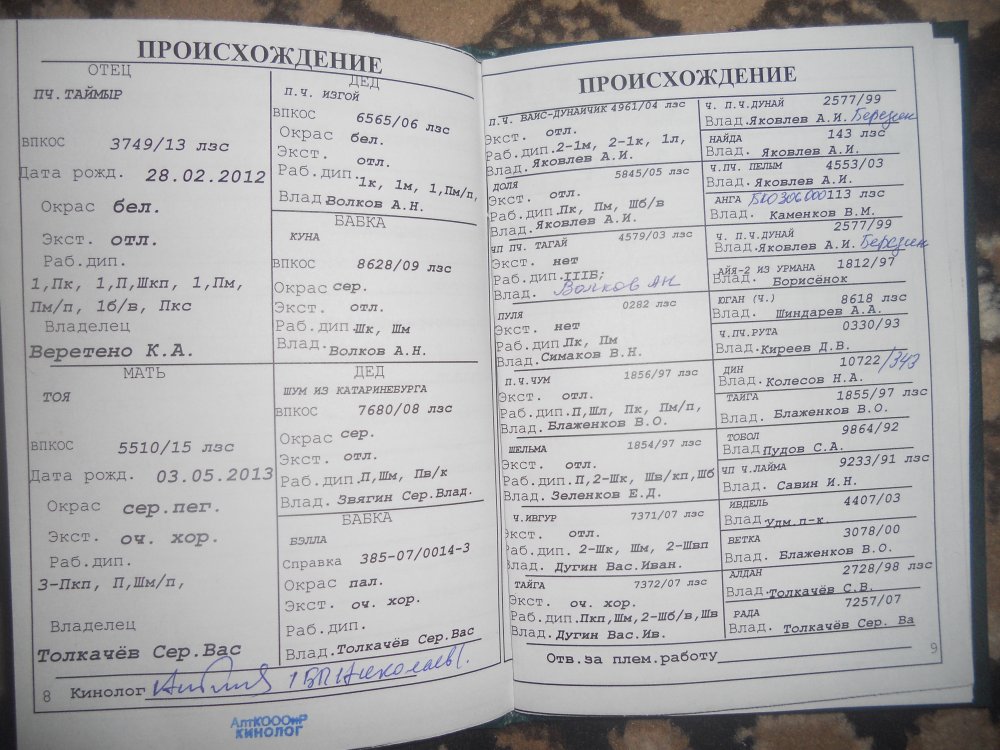 ПРОИСХОЖДЕНИЕ
ОТЕЦ
ПЧ.ТАЙМЫР
ВПКОС 3749/13 лзс
Дата рожд. 28.02.2012
Окрас бел.
Экст. отл.
Раб.дип.
1,Пк, 1,П,Шкп, 1,Пм,
Пм/п, 1б/в, Пкс
Владелец
Веретено К.А.
МАТЬ
ТОЯ
ВПКОС 5510/15 лзс
Дата рожд. 03.05.2013
Окрас сер.пег.
Экст. оч. хор.
Раб.дип.
3-Пкп, П,Шм/п,
Владелец
Толкачёв Сер.Вас
ДЕД
П.Ч. ИЗГОЙ
ВПКОС 6565/06 лзс
Окрас бел.
Экст. отл.
Раб.дип.
1к, 1м, 1,Пм/п,
Влад. Волков А.Н.
БАБКА
КУНА
ВПКОС 8628/09 лзс
Окрас сер.
Экст. отл.
Раб.дип. Шк, Шм
Влад. Волков А.Н.
ДЕД
ШУМ ИЗ КАТАРИНЕБУРГА
ВПКОС 7680/08 лзс
Окрас сер.
Экст. отл.
Раб.дип. П,Шм, Пв/к
Влад. Звягин Сер.Влад.
БАБКА
БЭЛЛА
Справка 385-07/0014-3
Окрас пал.
Экст. оч. хор.
Раб.дип.
Влад. Толкачёв Сер.Вас
8 Кинолог
АлтКОООиР
КИНОЛОГ
ПРОИСХОЖДЕНИЕ
П.Ч. ВАИС-ДУНАЙЧИК 4961/04 лзс
Экст. отл.
Раб.дип. 2-1м, 2-1к, 1л,
Влад. Яковлев А.И.
ДОЛЯ 5845/05 лзс
Экст. отл.
Раб.дип. Пк, Пм, Шб/в
Влад. Яковлев А.И.
ЧП ПЧ. ТАГАЙ 4579/03 лзс
Экст. нет
Раб.дип. IIIВ;
Влад. Волков АН
ПУЛЯ 0282 лзс
Экст. нет
Раб.дип. Пк, Пм
Влад. Симаков В.Н.
П.Ч.ЧУМ 1856/97 лзс
Экст. отл.
Раб.дип. П,Шл, Пк, Пм/п,
Влад. Блаженков В.О.
ШЕЛЬМА 1854/97 лзс
Экст. отл.
Раб.дип. П,2-Шк, Шв/кп,Шб
Влад. Зеленков Е.Д.
Ч.ИВГУР 7371/07 лзс
Экст. отл.
Раб.дип. 2-Шк, Шм, 2-Швп
Влад. Дугин Вас.Иван.
ТАЙГА 7372/07 лзс
Экст. оч. хор.
Раб.дип. Пкп,Шм,2-Шб/в,Шв
Влад. Дугин Вас.Ив.
Ч. П.Ч.ДУНАЙ 2577/99
Влад. Яковлев А.И. Березин
НАЙДА 143 лзс
Влад. Яковлев А.И.
Ч.ПЧ. ПЕЛЫМ 4553/03
Влад. Яковлев А.И.
АНГА 113 лзс
Влад. Каменков В.М.
Ч. П.Ч.ДУНАЙ 2577/99
Влад. Яковлев А.И. Березин
АЙЯ-2 ИЗ УРМАНА 1812/97
Влад. Борисёнок
ЮГАН (Ч.) 8618 лзс
Влад. Шиндарев А.А.
Ч.ПЧ.РУТА 0330/93
Влад. Киреев Д.В.
ДИН 10722/343
Влад. Колесов Н.А.
ТАЙГА 1855/97 лзс
Влад. Блаженков В.О.
ТОБОЛ 9864/92
Влад Пудов С.А.
ЧП Ч.ЛАЙМА 9233/91 лзс
Влад. Савин И.Н.
ИВДЕЛЬ 4407/03
Влад Удм.п-к.
ВЕТКА 3078/00
Влад. Блаженков В.О.
АЛДАН 2728/98 лзс
Влад. Толкачёв С.В.
РАДА 7257/07
Влад. Толкачёв Сер. Ва
Отв.за плем.работу
9